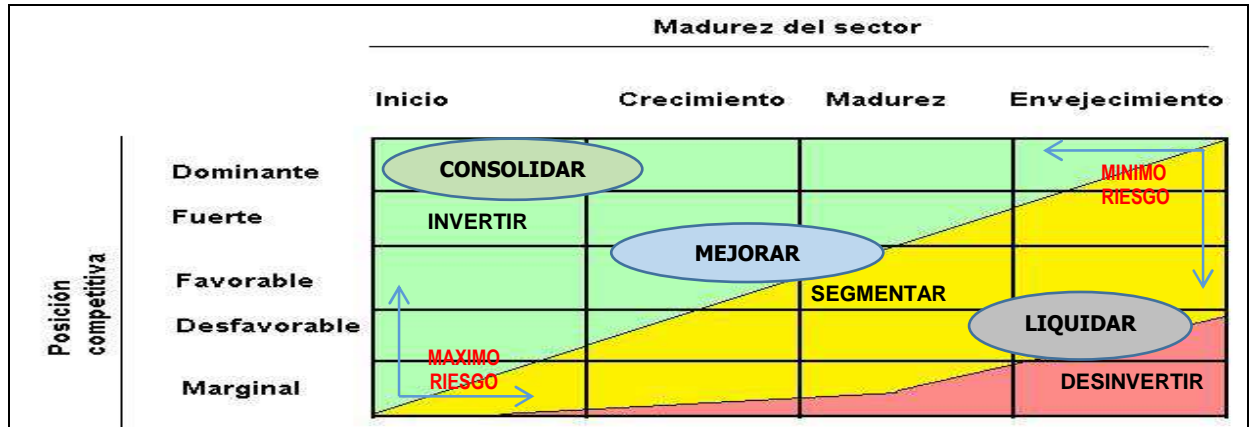 Madurez del sector
Inicio Crecimiento Madurez Envejecimiento
Dominante
CONSOLIDAR
MINIMO
RIESGO
Fuerte
INVERTIR
MEJORAR
Favorable
SEGMENTAR
Desfavorable
LIQUIDAR
MAXIMO
RIESGO
Marginal
DESINVERTIR
Posición
competitiva